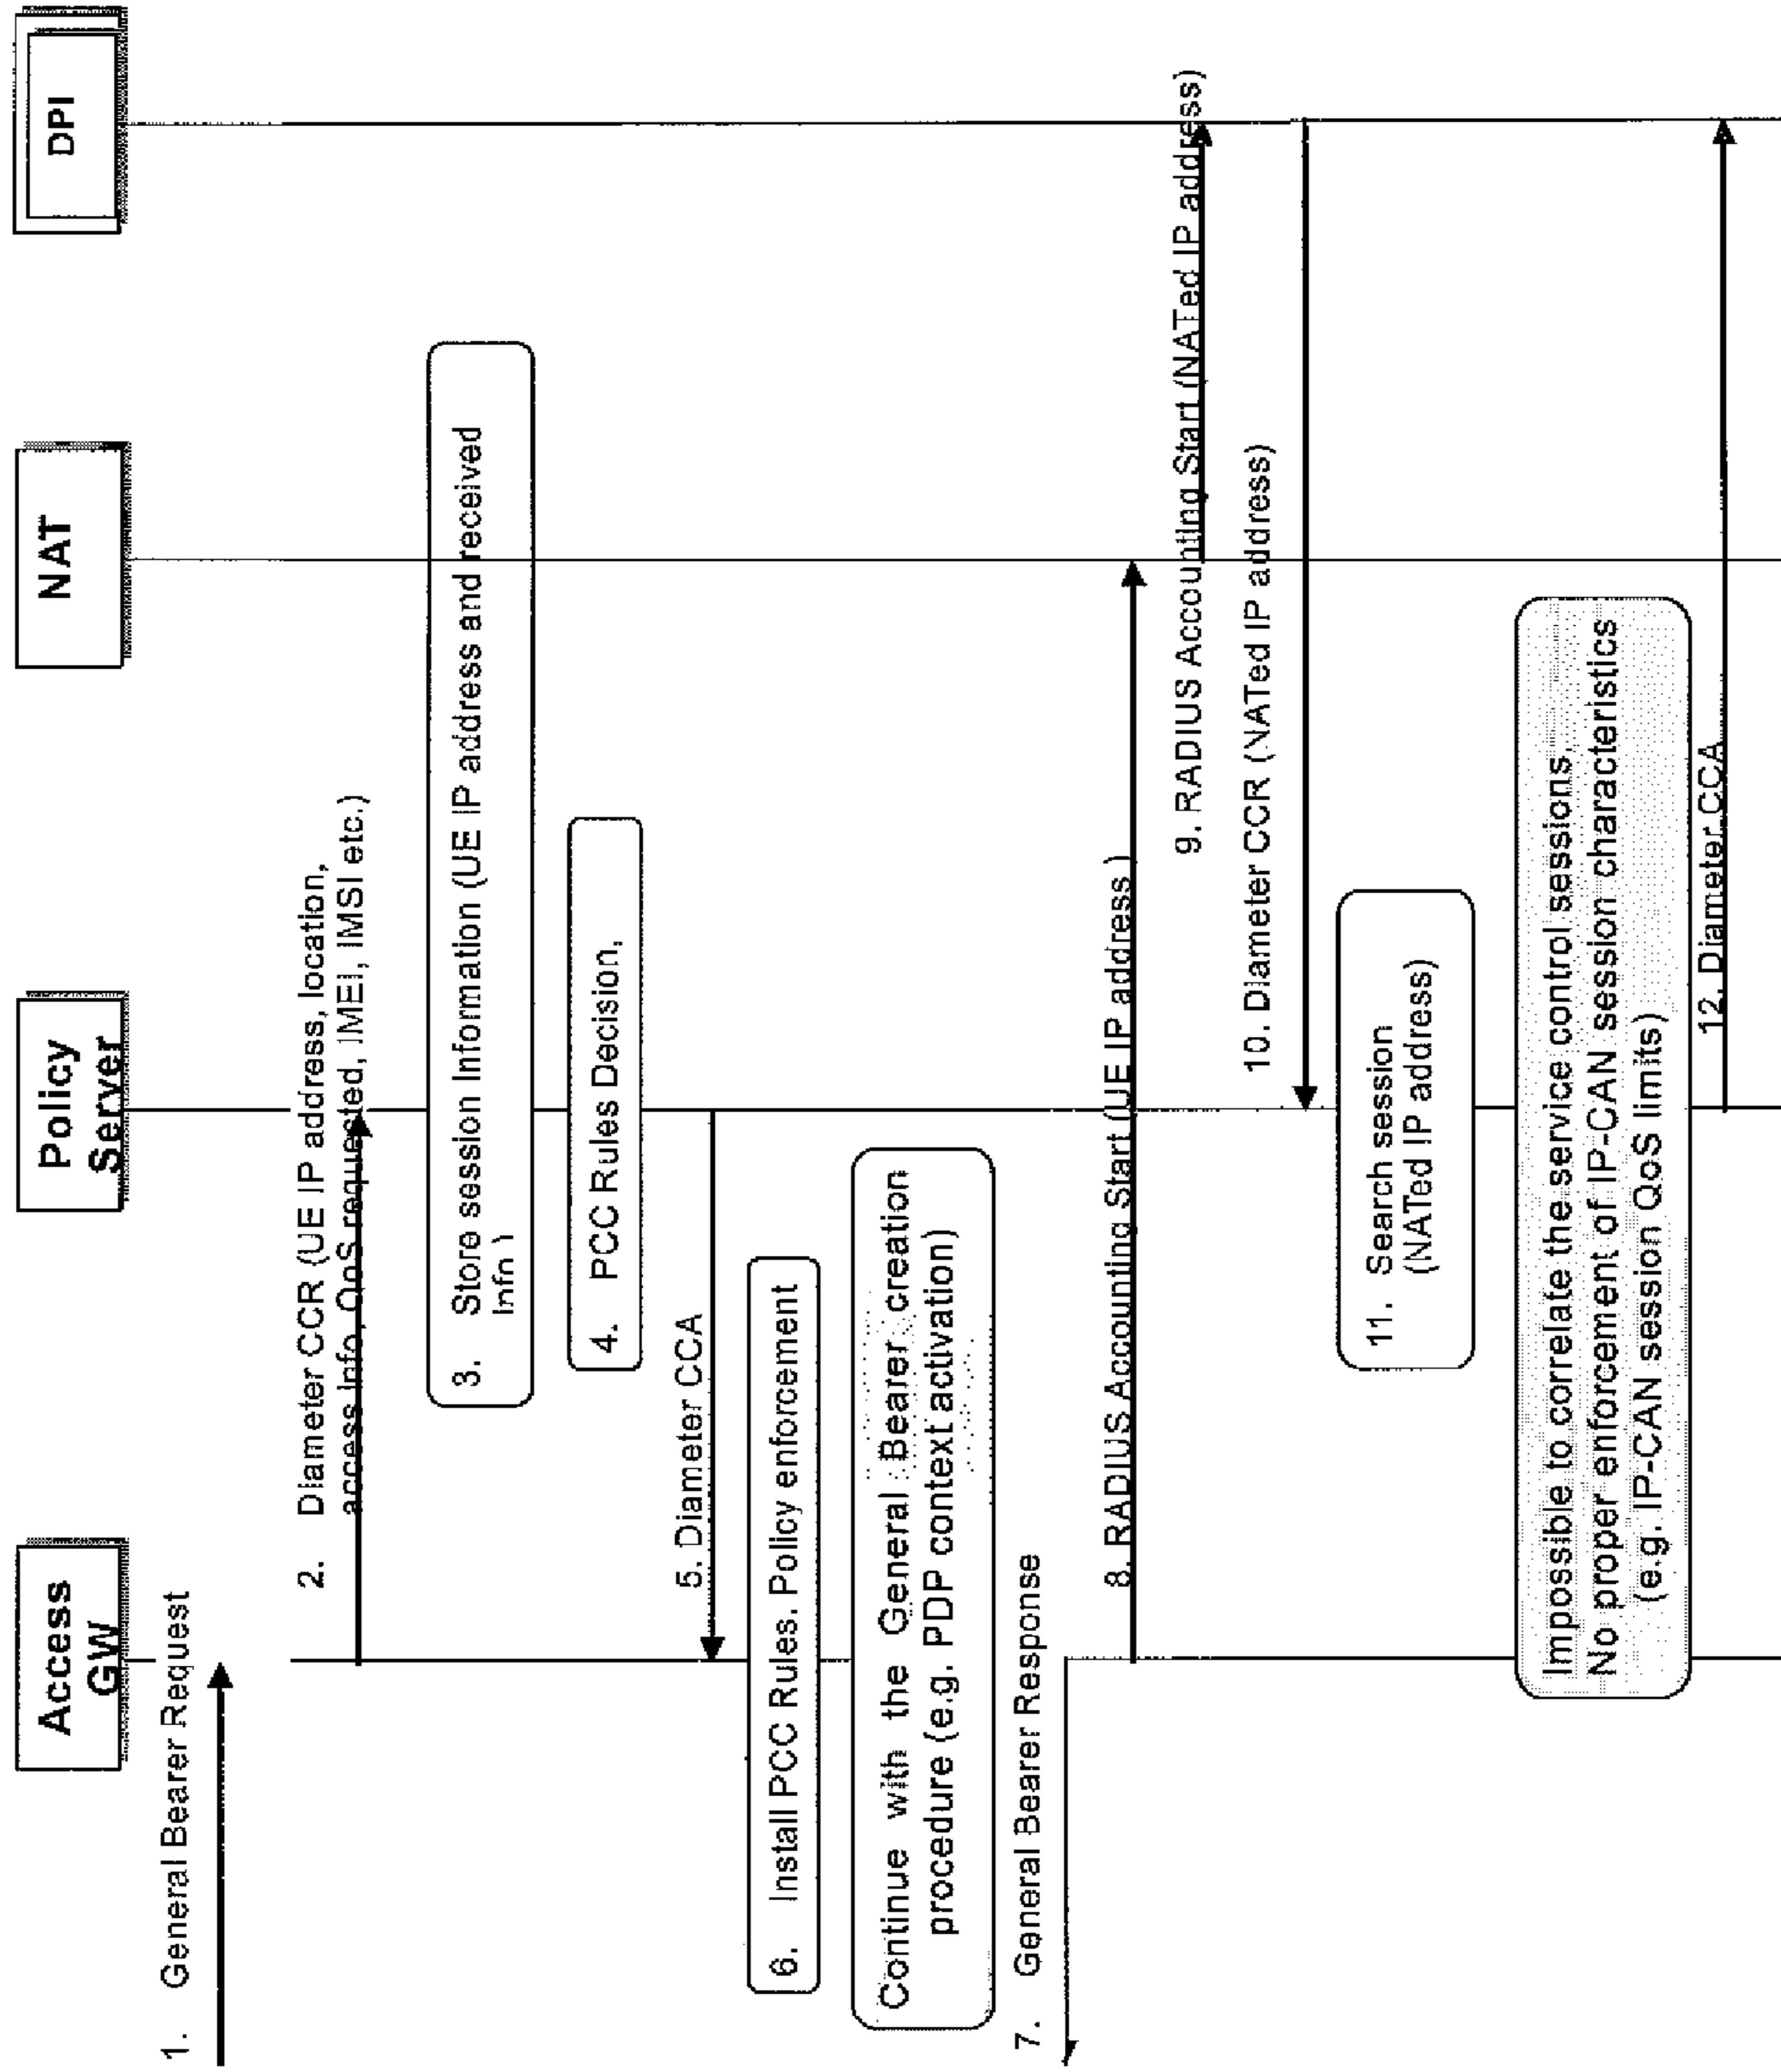 Access
GW
Policy
Server
NAT
DPI
1. General Bearer Request
2. Diameter CCR (UE IP address, location,
access Info, QoS requested, IMEI, IMSI etc.)
3. Store session Information (UE IP address and received
Info )
4. PCC Rules Decision,
5. Diameter CCA
6. Install PCC Rules. Policy enforcement
Continue with the General Bearer creation
procedure (e.g. PDP context activation)
7. General Bearer Response
8. RADIUS Accounting Start (UE IP address )
9. RADIUS Accounting Start (NATed IP address)
10. Diameter CCR (NATed IP address)
11. Search session
(NATed IP address)
Impossible to correlate the service control sessions.
No proper enforcement of IP-CAN session characteristics
(e.g. IP-CAN session QoS limits)
12. Diameter CCA